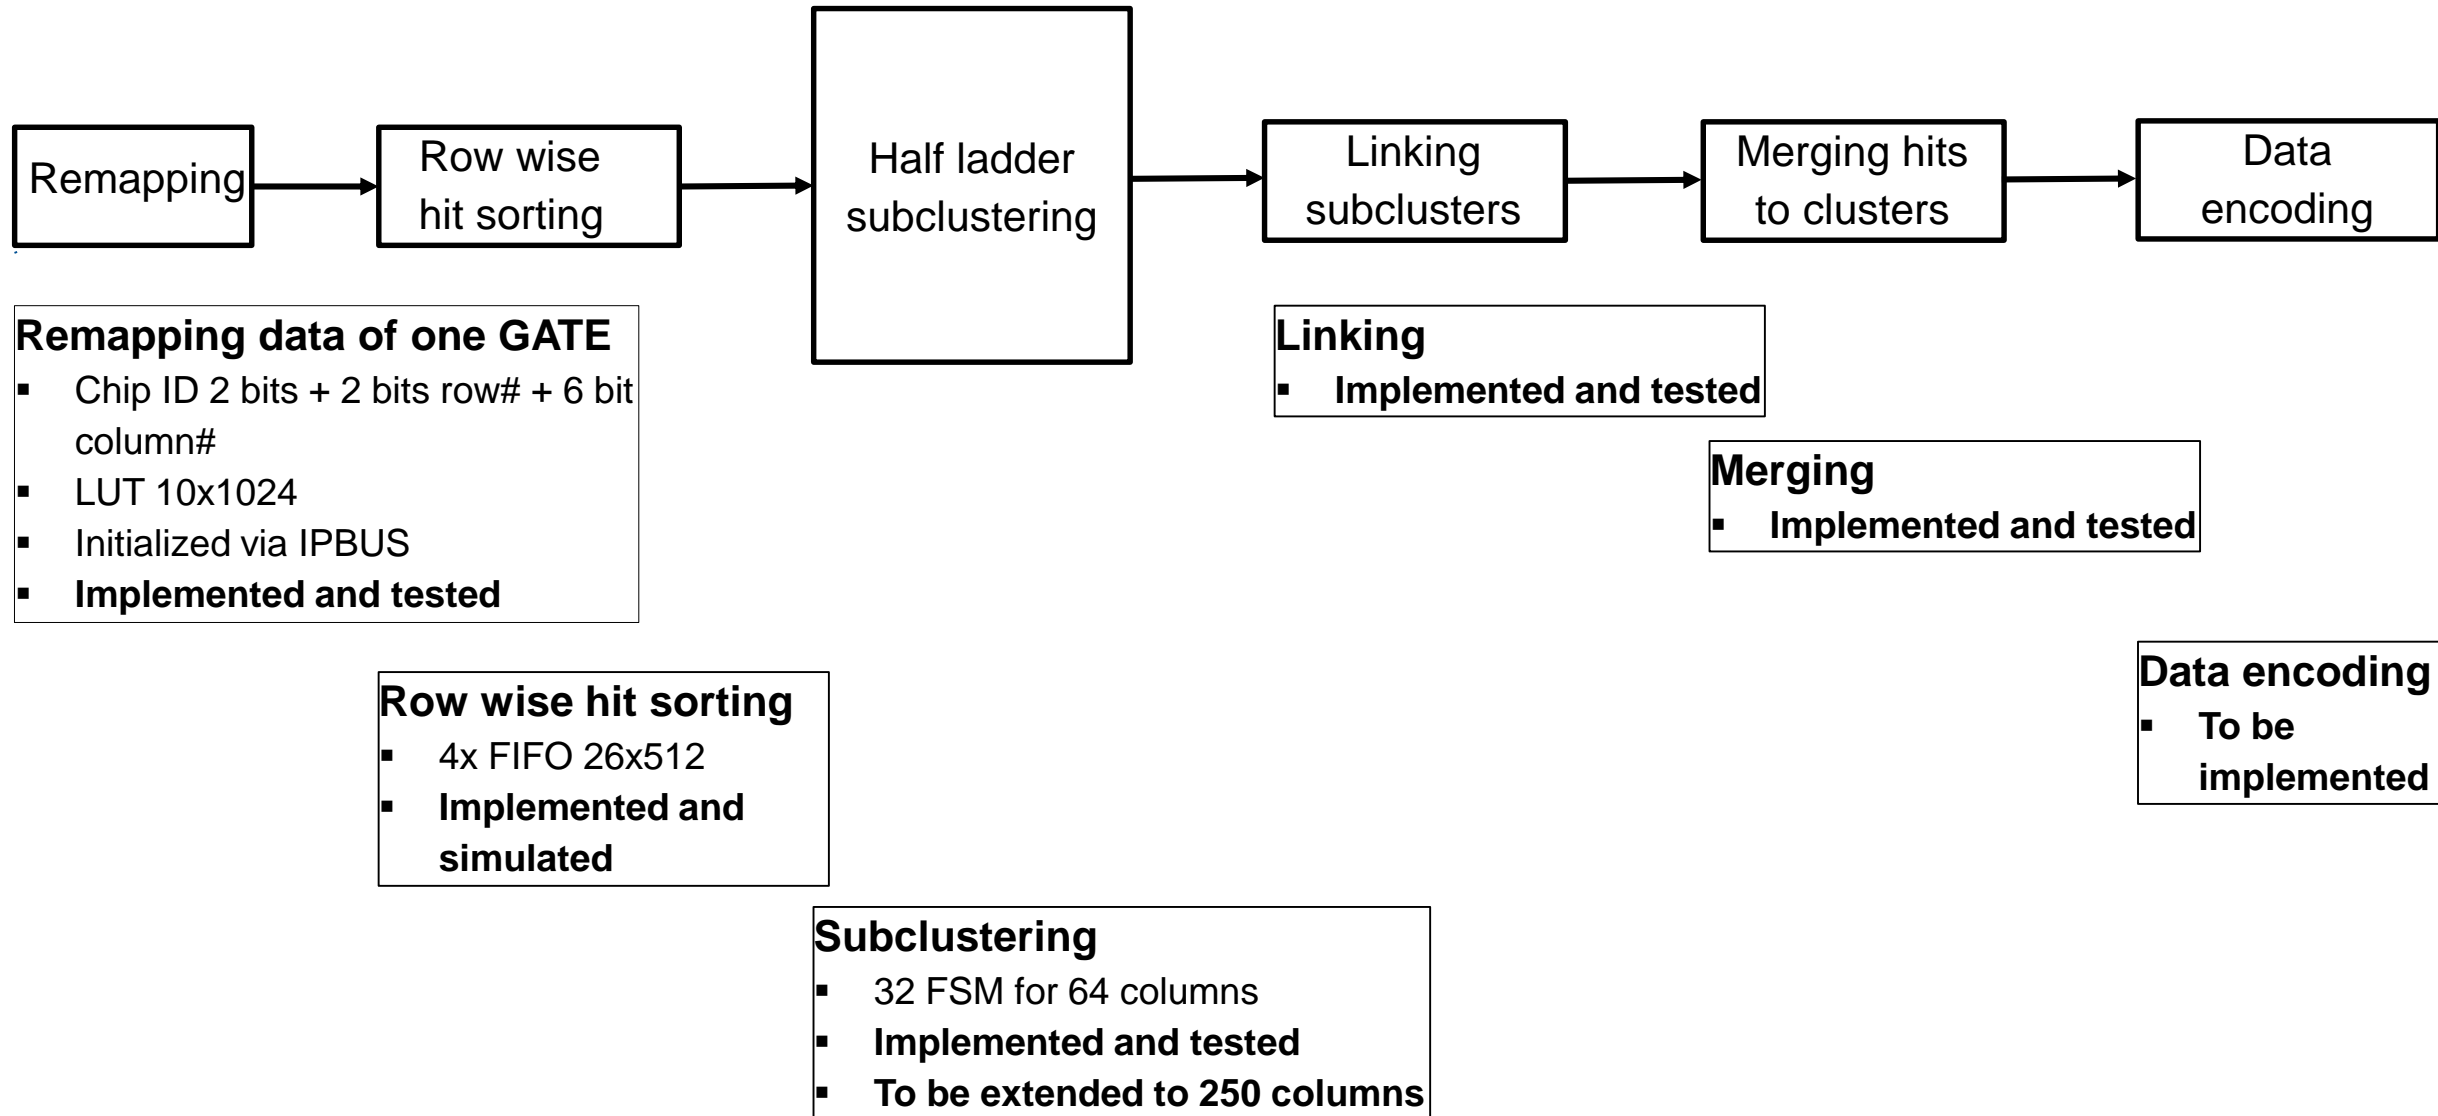 Remapping
Row wise
hit sorting
Half ladder
subclustering
Linking
subclusters
Merging hits
to clusters
Data
encoding
Remapping data of one GATE
▪ Chip ID 2 bits + 2 bits row# + 6 bit
column#
▪ LUT 10x1024
▪ Initialized via IPBUS
▪ Implemented and tested
Linking
▪ Implemented and tested
Merging
▪ Implemented and tested
Row wise hit sorting
▪ 4x FIFO 26x512
▪ Implemented and
simulated
Data encoding
▪ To be
implemented
Subclustering
▪ 32 FSM for 64 columns
▪ Implemented and tested
▪ To be extended to 250 columns